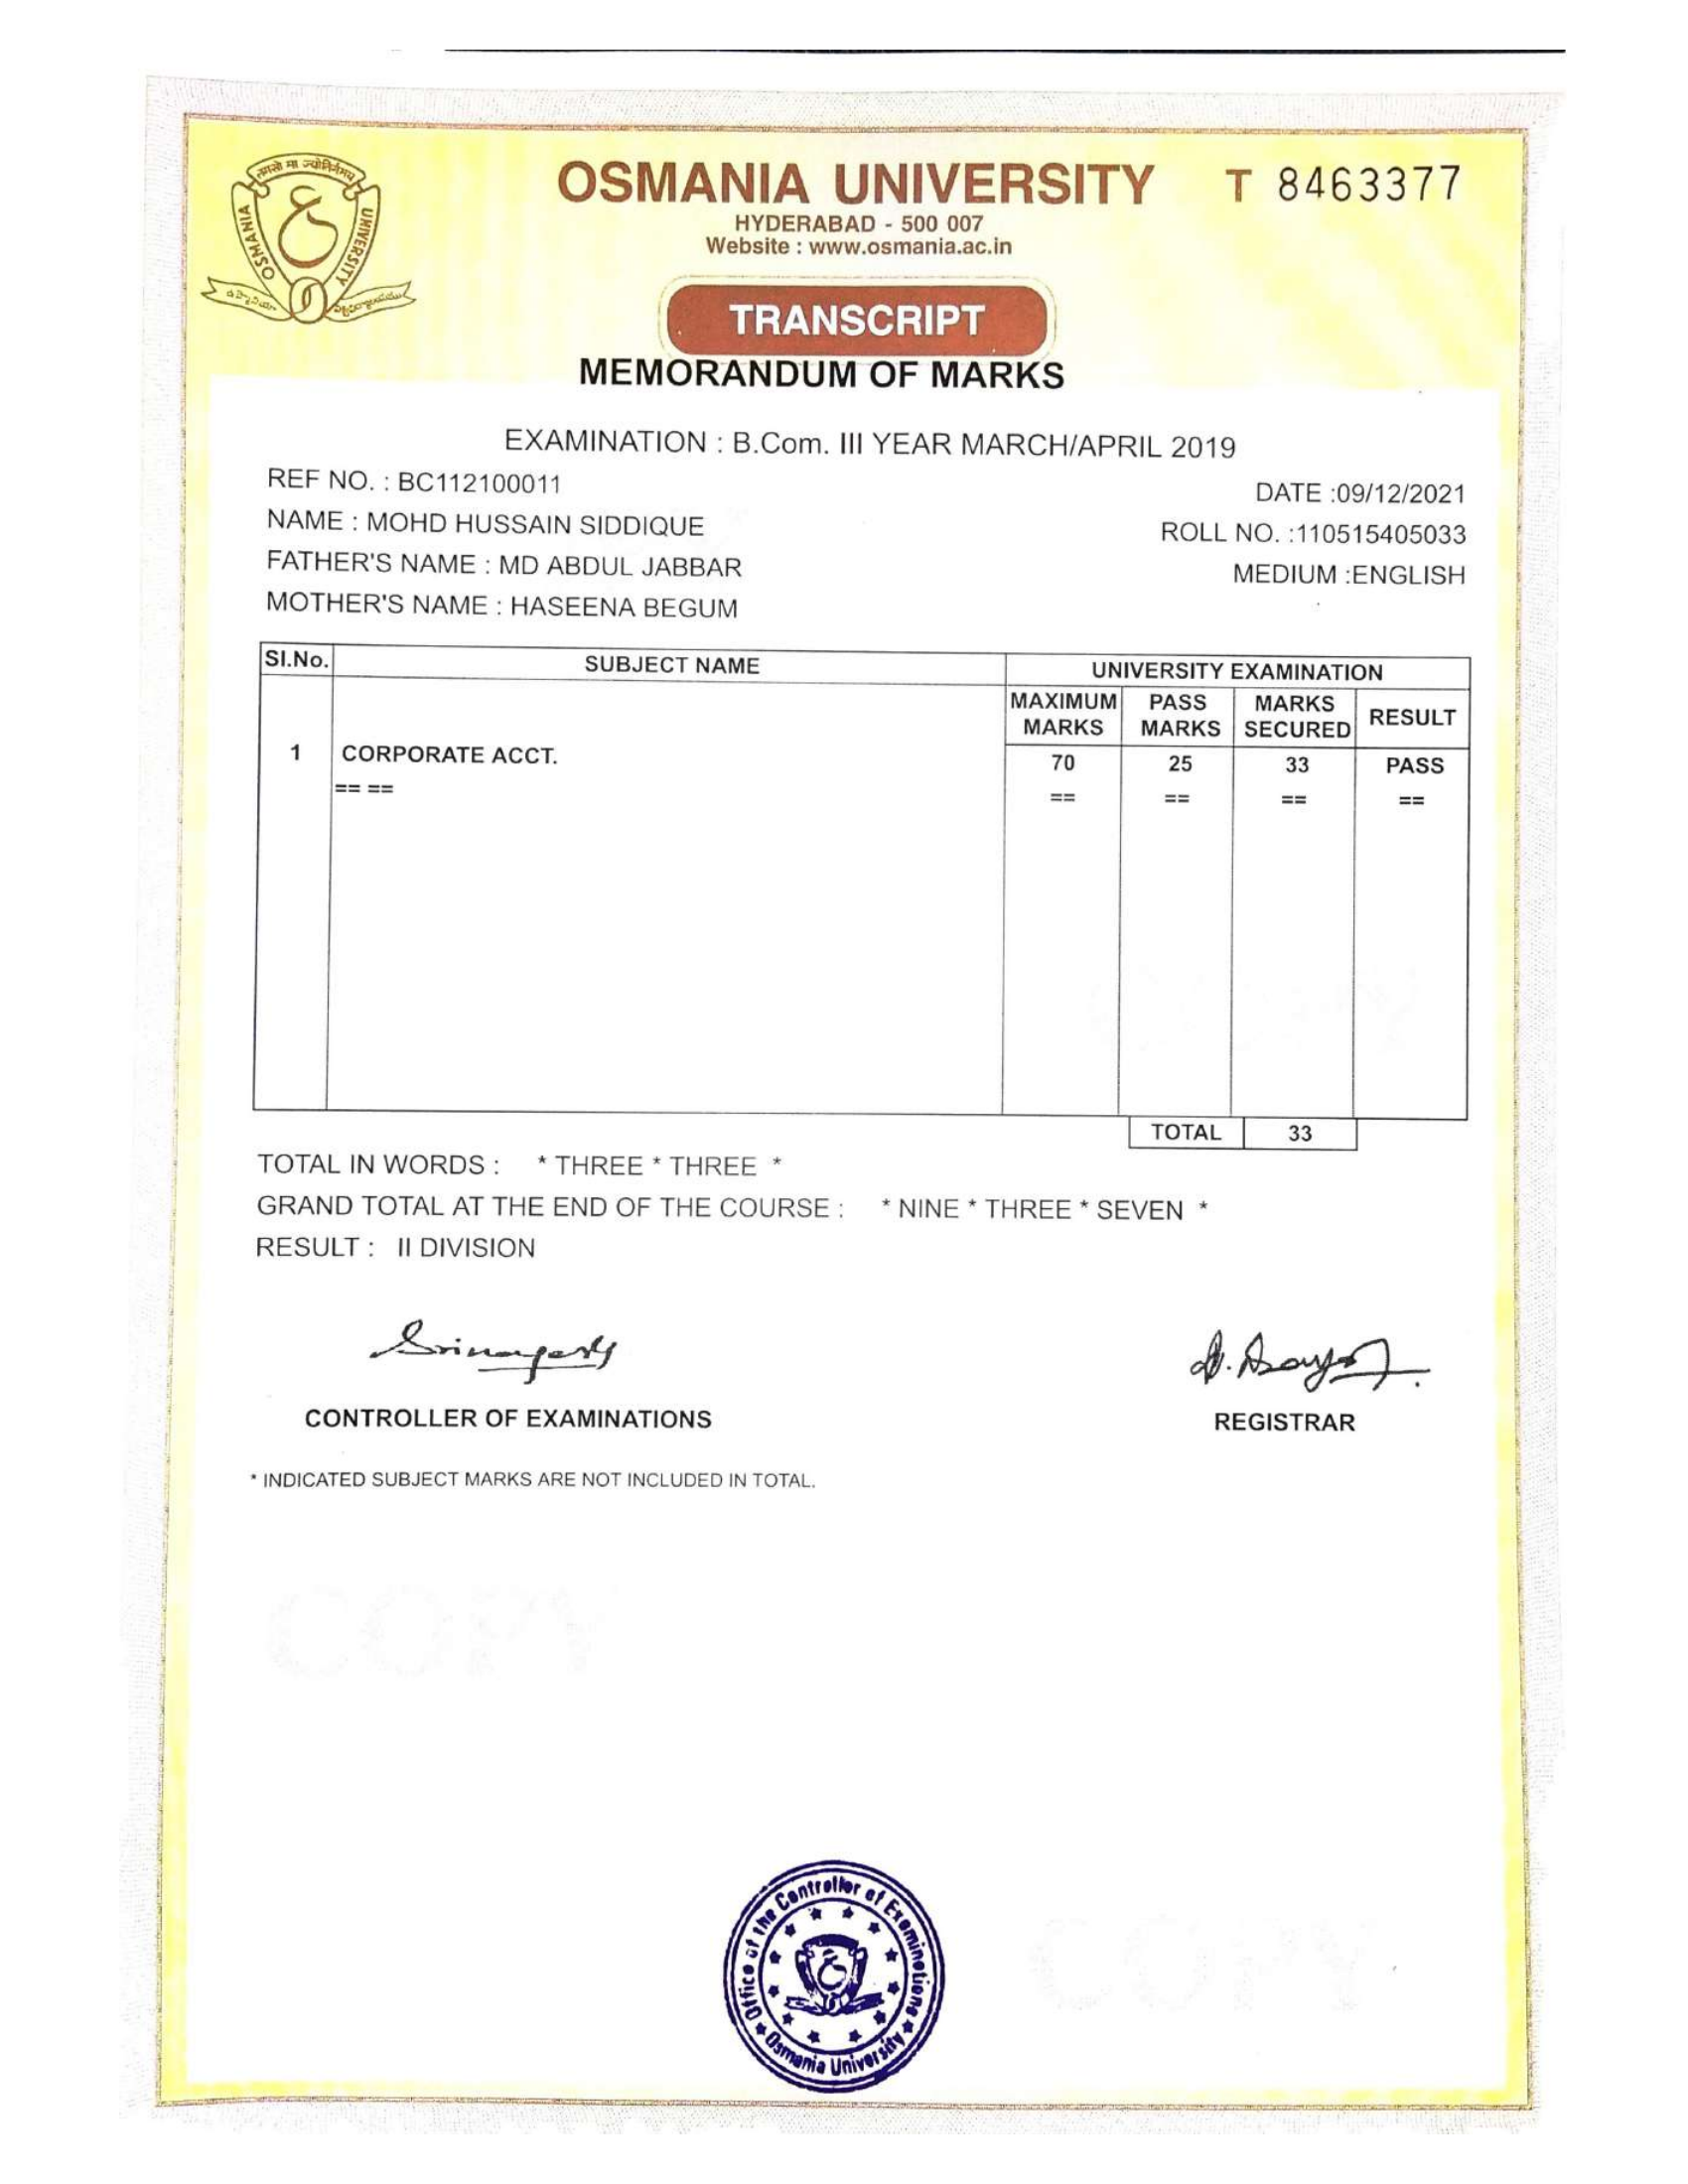 तमसो मा ज्योतिर्गमय
OSMANIA UNIVERSITY
OSMANIA UNIVERSITY T 8463377
HYDERABAD - 500 007
Website : www.osmania.ac.in
TRANSCRIPT
MEMORANDUM OF MARKS
EXAMINATION : B.Com. III YEAR MARCH/APRIL 2019
REF NO. : BC112100011
DATE :09/12/2021
NAME : MOHD HUSSAIN SIDDIQUE
ROLL NO. :110515405033
FATHER'S NAME : MD ABDUL JABBAR
MEDIUM :ENGLISH
MOTHER'S NAME : HASEENA BEGUM
SI.No. SUBJECT NAME UNIVERSITY EXAMINATION
MAXIMUM MARKS PASS MARKS MARKS SECURED RESULT
1 CORPORATE ACCT. 70 25 33 PASS
== == == == == ==
TOTAL 33
TOTAL IN WORDS : * THREE * THREE *
GRAND TOTAL AT THE END OF THE COURSE : * NINE * THREE * SEVEN *
RESULT : II DIVISION
CONTROLLER OF EXAMINATIONS
REGISTRAR
* INDICATED SUBJECT MARKS ARE NOT INCLUDED IN TOTAL.
COPY
COPY
Office of the Controller of Examinations
Osmania University